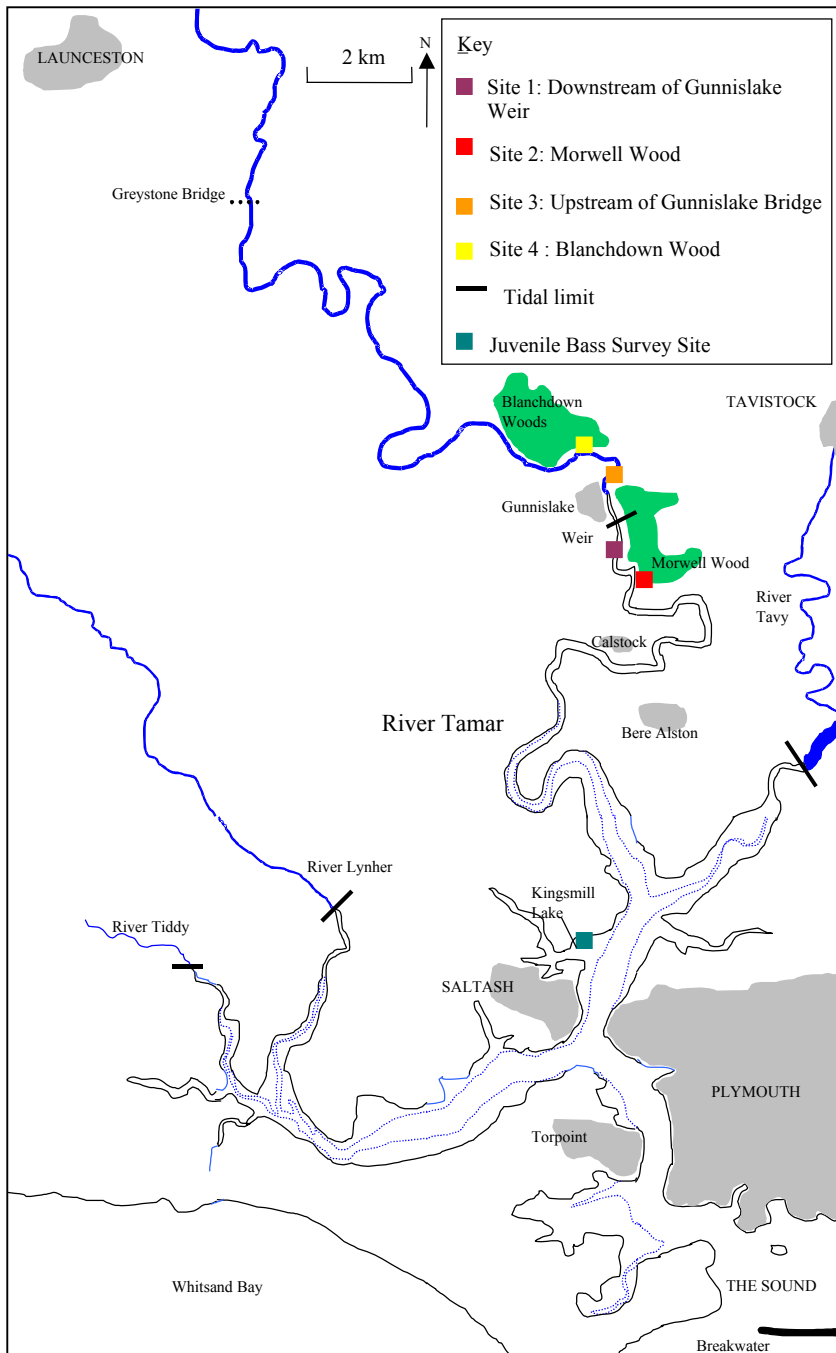 LAUNCESTON
2 km
N
Key
Site 1: Downstream of Gunnislake
Weir
Site 2: Morwell Wood
Site 3: Upstream of Gunnislake Bridge
Site 4 : Blanchdown Wood
Tidal limit
Juvenile Bass Survey Site
Greystone Bridge
Blanchdown
Woods
TAVISTOCK
Gunnislake
Weir
Morwell Wood
River
Tavy
Calstock
River Tamar
Bere Alston
River Lynher
Kingsmill
Lake
River Tiddy
SALTASH
PLYMOUTH
Torpoint
Whitsand Bay
THE SOUND
Breakwater